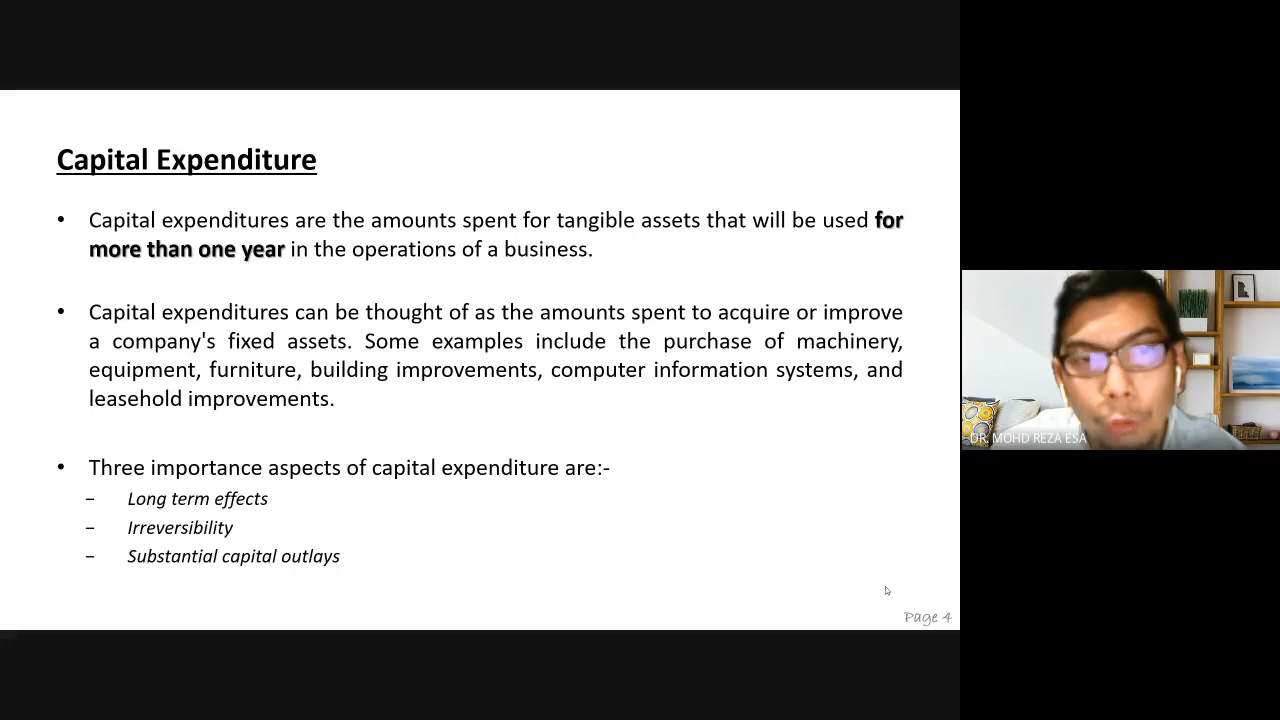 Capital Expenditure
• Capital expenditures are the amounts spent for tangible assets that will be used for
more than one year in the operations of a business.
• Capital expenditures can be thought of as the amounts spent to acquire or improve
a company's fixed assets. Some examples include the purchase of machinery,
equipment, furniture, building improvements, computer information systems, and
leasehold improvements.
• Three importance aspects of capital expenditure are:-
– Long term effects
– Irreversibility
– Substantial capital outlays
Page 4
DR. MOHD REZA ESA